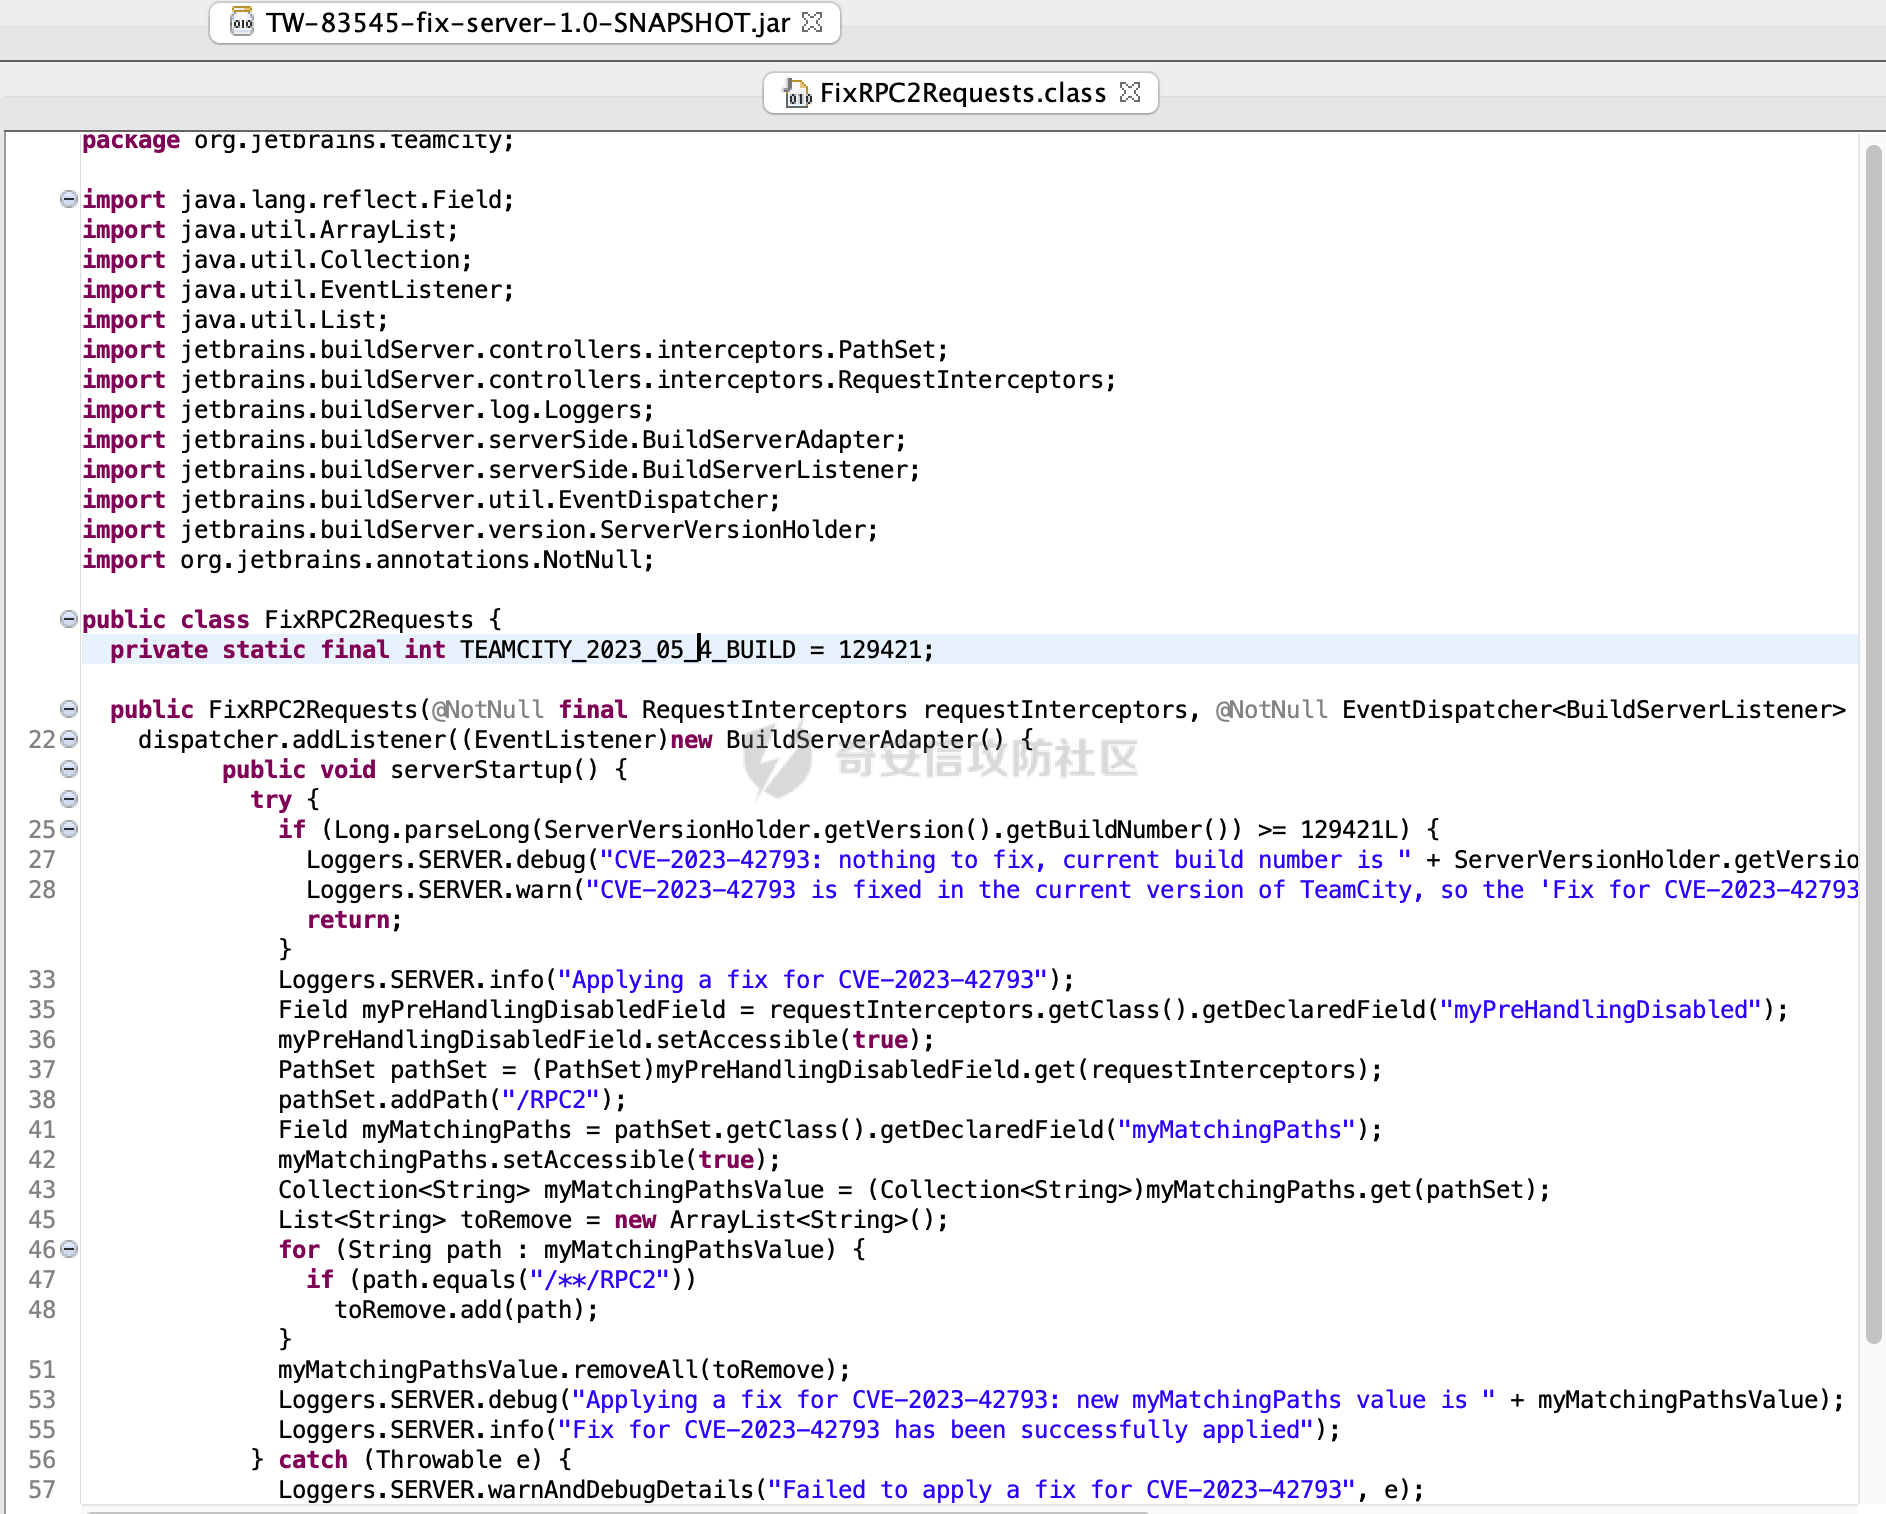 TW-83545-fix-server-1.0-SNAPSHOT.jar
FixRPC2Requests.class
package org.jetbrains.teamcity;
import java.lang.reflect.Field;
import java.util.ArrayList;
import java.util.Collection;
import java.util.EventListener;
import java.util.List;
import jetbrains.buildServer.controllers.interceptors.PathSet;
import jetbrains.buildServer.controllers.interceptors.RequestInterceptors;
import jetbrains.buildServer.log.Loggers;
import jetbrains.buildServer.serverSide.BuildServerAdapter;
import jetbrains.buildServer.serverSide.BuildServerListener;
import jetbrains.buildServer.util.EventDispatcher;
import jetbrains.buildServer.version.ServerVersionHolder;
import org.jetbrains.annotations.NotNull;
public class FixRPC2Requests {
private static final int TEAMCITY_2023_05_4_BUILD = 129421;
public FixRPC2Requests(@NotNull final RequestInterceptors requestInterceptors, @NotNull EventDispatcher<BuildServerListener>
22 dispatcher.addListener((EventListener)new BuildServerAdapter() {
奇安信攻防社区
public void serverStartup() {
try {
25 if (Long.parseLong(ServerVersionHolder.getVersion().getBuildNumber()) >= 129421L) {
27 Loggers.SERVER.debug("CVE-2023-42793: nothing to fix, current build number is " + ServerVersionHolder.getVersio
28 Loggers.SERVER.warn("CVE-2023-42793 is fixed in the current version of TeamCity, so the 'Fix for CVE-2023-42793
return;
}
33 Loggers.SERVER.info("Applying a fix for CVE-2023-42793");
35 Field myPreHandlingDisabledField = requestInterceptors.getClass().getDeclaredField("myPreHandlingDisabled");
36 myPreHandlingDisabledField.setAccessible(true);
37 PathSet pathSet = (PathSet)myPreHandlingDisabledField.get(requestInterceptors);
38 pathSet.addPath("/RPC2");
41 Field myMatchingPaths = pathSet.getClass().getDeclaredField("myMatchingPaths");
42 myMatchingPaths.setAccessible(true);
43 Collection<String> myMatchingPathsValue = (Collection<String>)myMatchingPaths.get(pathSet);
45 List<String> toRemove = new ArrayList<String>();
46 for (String path : myMatchingPathsValue) {
47 if (path.equals("/**/RPC2"))
48 toRemove.add(path);
}
51 myMatchingPathsValue.removeAll(toRemove);
53 Loggers.SERVER.debug("Applying a fix for CVE-2023-42793: new myMatchingPaths value is " + myMatchingPathsValue);
55 Loggers.SERVER.info("Fix for CVE-2023-42793 has been successfully applied");
56 } catch (Throwable e) {
57 Loggers.SERVER.warnAndDebugDetails("Failed to apply a fix for CVE-2023-42793", e);